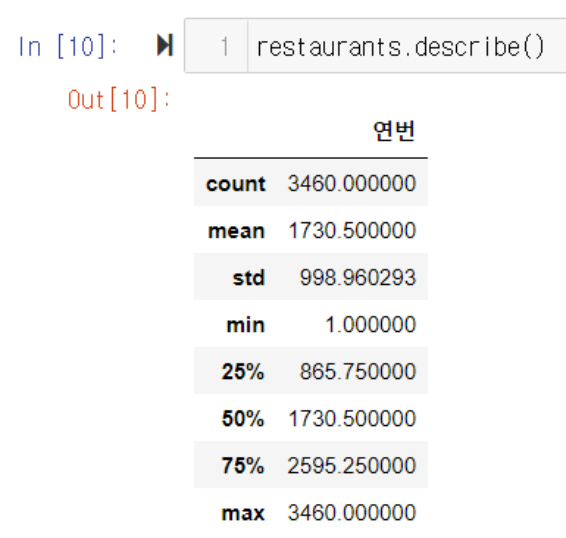 In [10]: 1 restaurants.describe()
Out[10]:
연번
count 3460.000000
mean 1730.500000
std 998.960293
min 1.000000
25% 865.750000
50% 1730.500000
75% 2595.250000
max 3460.000000